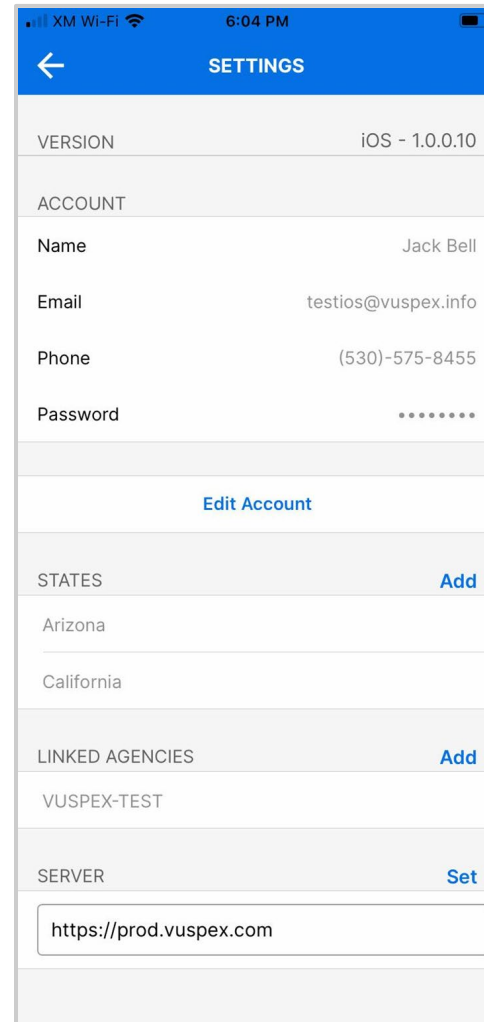 XM Wi-Fi 6:04 PM
SETTINGS
VERSION iOS - 1.0.0.10
ACCOUNT
Name Jack Bell
Email testios@vuspex.info
Phone (530)-575-8455
Password ••••••••
Edit Account
STATES Add
Arizona
California
LINKED AGENCIES Add
VUSPEX-TEST
SERVER Set
https://prod.vuspex.com